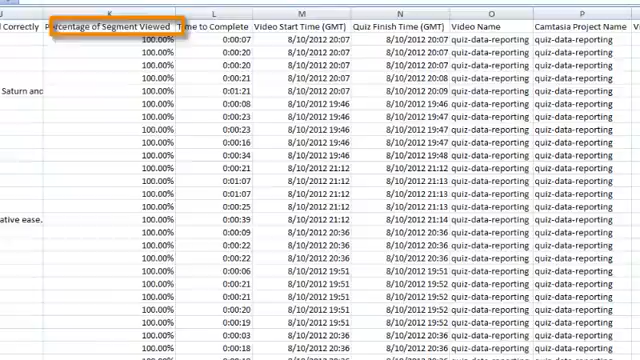 J K L M N O P
d Correctly P rcentage of Segment Viewed Time to Complete Video Start Time (GMT) Quiz Finish Time (GMT) Video Name Camtasia Project Name Vi
100.00% 0:00:07 8/10/2012 20:07 8/10/2012 20:07 quiz-data-reporting quiz-data-reporting
100.00% 0:00:20 8/10/2012 20:07 8/10/2012 20:07 quiz-data-reporting quiz-data-reporting
100.00% 0:00:20 8/10/2012 20:07 8/10/2012 20:07 quiz-data-reporting quiz-data-reporting
100.00% 0:00:21 8/10/2012 20:07 8/10/2012 20:08 quiz-data-reporting quiz-data-reporting
Saturn and 100.00% 0:01:21 8/10/2012 20:07 8/10/2012 20:09 quiz-data-reporting quiz-data-reporting
100.00% 0:00:08 8/10/2012 19:46 8/10/2012 19:46 quiz-data-reporting quiz-data-reporting
100.00% 0:00:23 8/10/2012 19:46 8/10/2012 19:47 quiz-data-reporting quiz-data-reporting
100.00% 0:00:23 8/10/2012 19:46 8/10/2012 19:47 quiz-data-reporting quiz-data-reporting
100.00% 0:00:16 8/10/2012 19:46 8/10/2012 19:47 quiz-data-reporting quiz-data-reporting
100.00% 0:00:34 8/10/2012 19:46 8/10/2012 19:48 quiz-data-reporting quiz-data-reporting
100.00% 0:00:21 8/10/2012 21:12 8/10/2012 21:12 quiz-data-reporting quiz-data-reporting
100.00% 0:01:07 8/10/2012 21:12 8/10/2012 21:13 quiz-data-reporting quiz-data-reporting
100.00% 0:01:07 8/10/2012 21:12 8/10/2012 21:13 quiz-data-reporting quiz-data-reporting
100.00% 0:00:25 8/10/2012 21:12 8/10/2012 21:13 quiz-data-reporting quiz-data-reporting
ative ease. 100.00% 0:00:39 8/10/2012 21:12 8/10/2012 21:14 quiz-data-reporting quiz-data-reporting
100.00% 0:00:09 8/10/2012 20:36 8/10/2012 20:36 quiz-data-reporting quiz-data-reporting
100.00% 0:00:22 8/10/2012 20:36 8/10/2012 20:36 quiz-data-reporting quiz-data-reporting
100.00% 0:00:22 8/10/2012 20:36 8/10/2012 20:36 quiz-data-reporting quiz-data-reporting
100.00% 0:00:06 8/10/2012 19:51 8/10/2012 19:51 quiz-data-reporting quiz-data-reporting
100.00% 0:00:21 8/10/2012 19:51 8/10/2012 19:52 quiz-data-reporting quiz-data-reporting
100.00% 0:00:21 8/10/2012 19:51 8/10/2012 19:52 quiz-data-reporting quiz-data-reporting
100.00% 0:00:20 8/10/2012 19:51 8/10/2012 19:52 quiz-data-reporting quiz-data-reporting
100.00% 0:00:19 8/10/2012 19:51 8/10/2012 19:53 quiz-data-reporting quiz-data-reporting
100.00% 0:00:03 8/10/2012 20:36 8/10/2012 20:36 quiz-data-reporting quiz-data-reporting
100.00% 0:00:18 8/10/2012 20:36 8/10/2012 20:36 quiz-data-reporting quiz-data-reporting